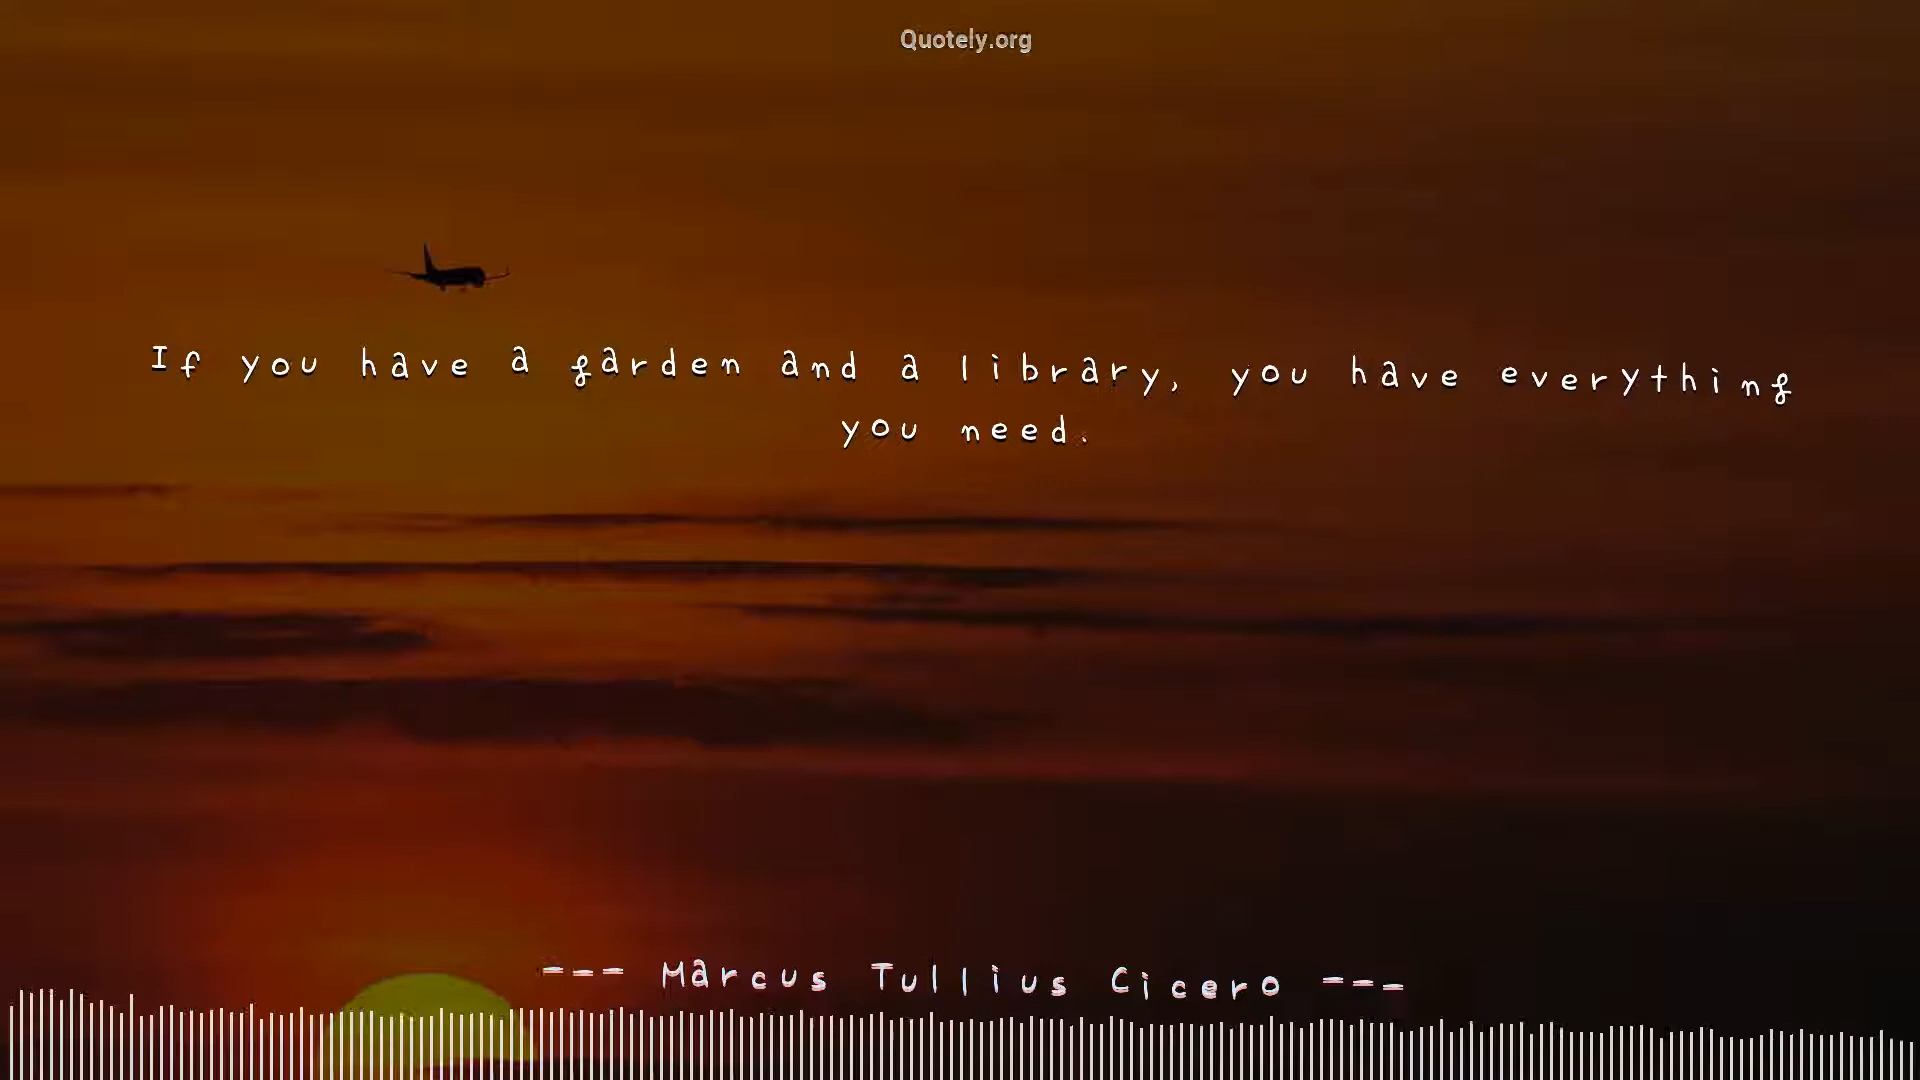 Quotely.org
If you have a garden and a library, you have everything
you need.
--- Marcus Tullius Cicero ---